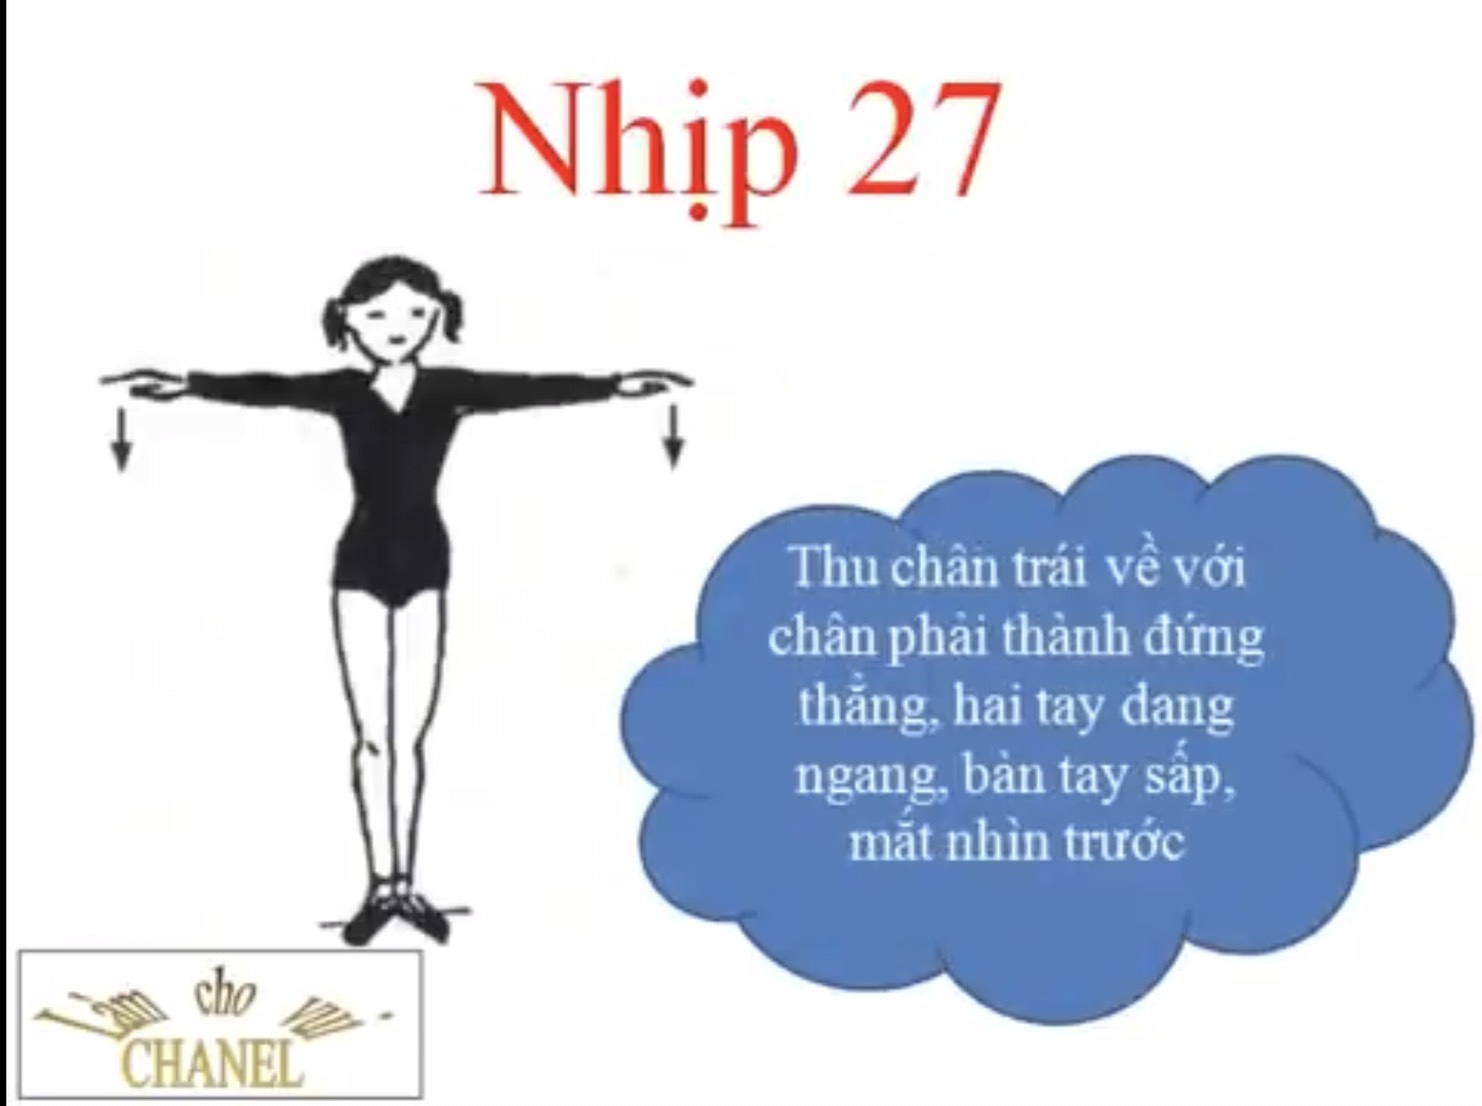 Nhịp 27
Thu chân trái về với
chân phải thành đứng
thẳng, hai tay dang
ngang, bàn tay sấp,
mắt nhìn trước
Làm cho vui
CHANEL